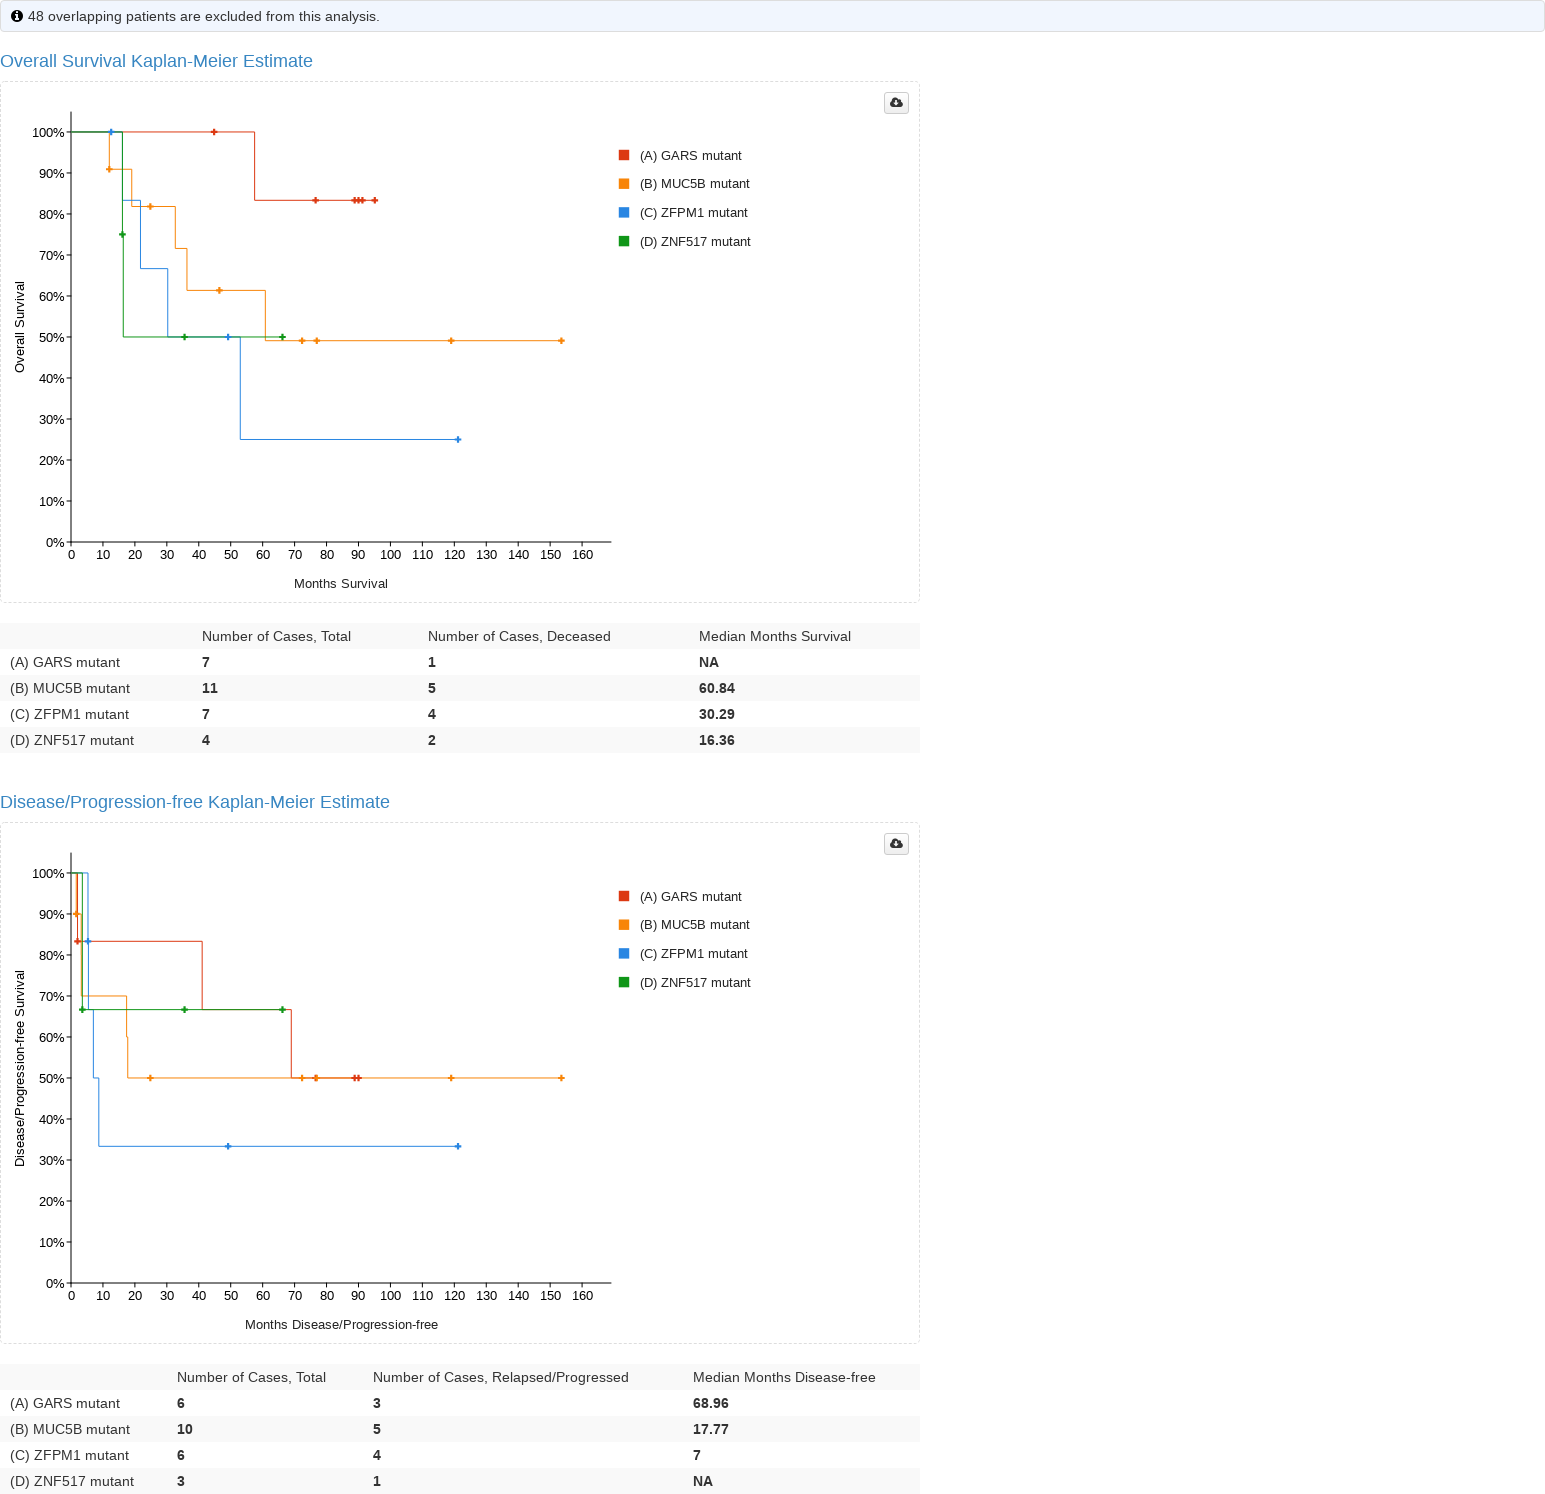 48 overlapping patients are excluded from this analysis.
Overall Survival Kaplan-Meier Estimate
100%
90%
80%
70%
60%
50%
40%
30%
20%
10%
0%
Overall Survival
0 10 20 30 40 50 60 70 80 90 100 110 120 130 140 150 160
Months Survival
(A) GARS mutant
(B) MUC5B mutant
(C) ZFPM1 mutant
(D) ZNF517 mutant
Number of Cases, Total Number of Cases, Deceased Median Months Survival
(A) GARS mutant 7 1 NA
(B) MUC5B mutant 11 5 60.84
(C) ZFPM1 mutant 7 4 30.29
(D) ZNF517 mutant 4 2 16.36
Disease/Progression-free Kaplan-Meier Estimate
100%
90%
80%
70%
60%
50%
40%
30%
20%
10%
0%
Disease/Progression-free Survival
0 10 20 30 40 50 60 70 80 90 100 110 120 130 140 150 160
Months Disease/Progression-free
(A) GARS mutant
(B) MUC5B mutant
(C) ZFPM1 mutant
(D) ZNF517 mutant
Number of Cases, Total Number of Cases, Relapsed/Progressed Median Months Disease-free
(A) GARS mutant 6 3 68.96
(B) MUC5B mutant 10 5 17.77
(C) ZFPM1 mutant 6 4 7
(D) ZNF517 mutant 3 1 NA